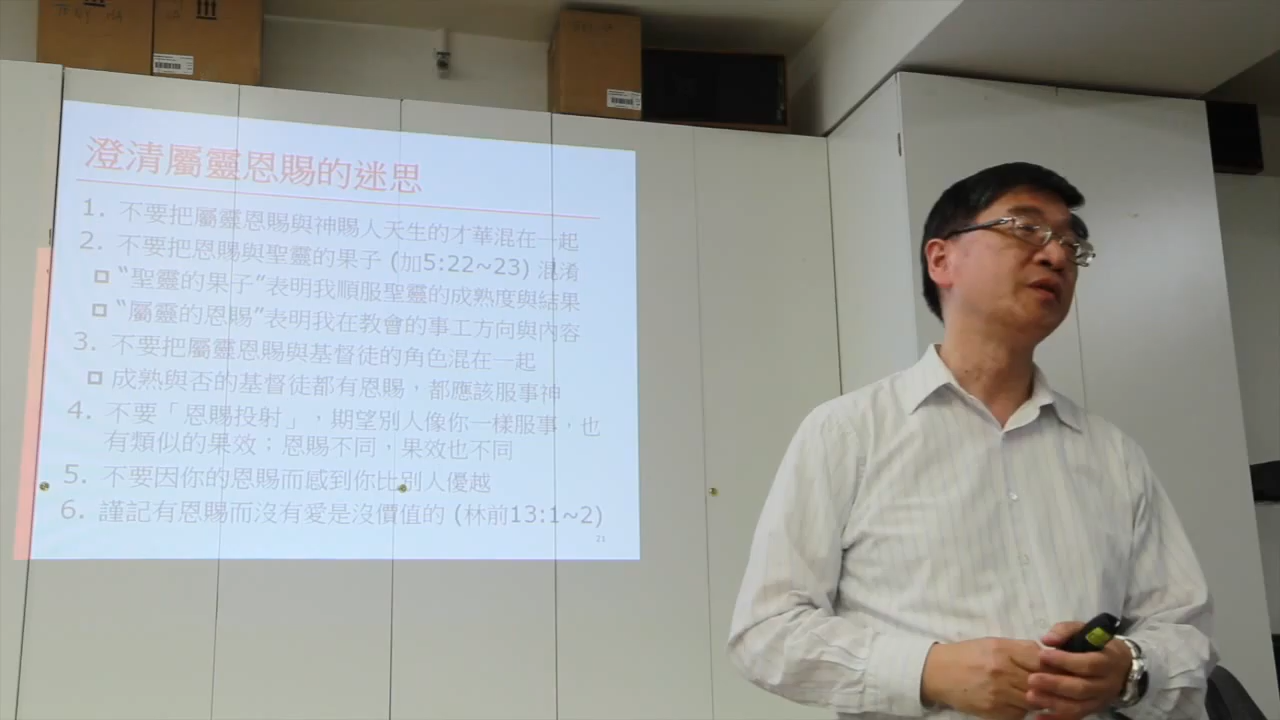 澄清屬靈恩賜的迷思
1. 不要把屬靈恩賜與神賜人天生的才華混在一起
2. 不要把恩賜與聖靈的果子 (加5:22~23) 混淆
“聖靈的果子”表明我順服聖靈的成熟度與結果
“屬靈的恩賜”表明我在教會的事工方向與內容
3. 不要把屬靈恩賜與基督徒的角色混在一起
成熟與否的基督徒都有恩賜，都應該服事神
4. 不要「恩賜投射」，期望別人像你一樣服事，也
有類似的果效；恩賜不同，果效也不同
5. 不要因你的恩賜而感到你比別人優越
6. 謹記有恩賜而沒有愛是沒價值的 (林前13:1~2)
21